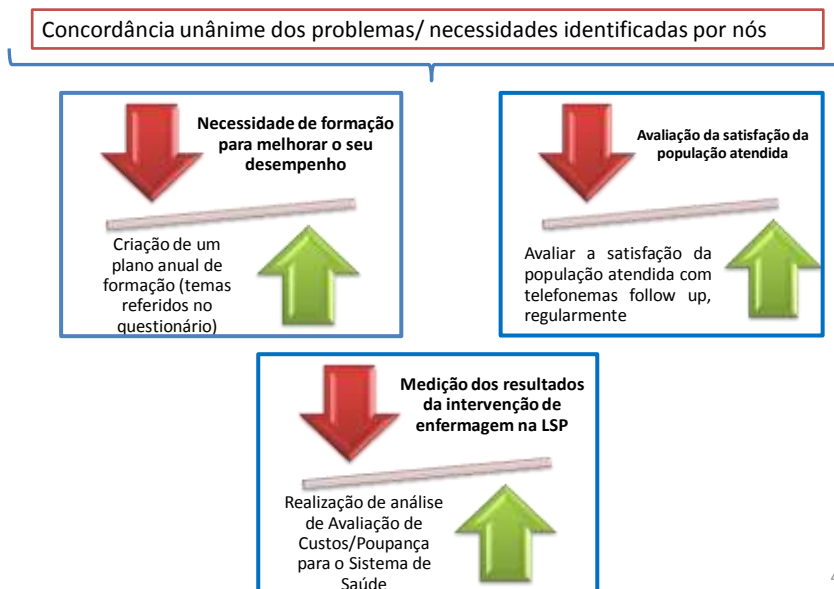 Concordância unânime dos problemas/ necessidades identificadas por nós
Necessidade de formação
para melhorar o seu
desempenho
Criação de um
plano anual de
formação (temas
referidos no
questionário)
Avaliação da satisfação da
população atendida
Avaliar a satisfação da
população atendida com
telefonemas follow up,
regularmente
Medição dos resultados
da intervenção de
enfermagem na LSP
Realização de análise
de Avaliação de
Custos/Poupança
para o Sistema de
Saúde